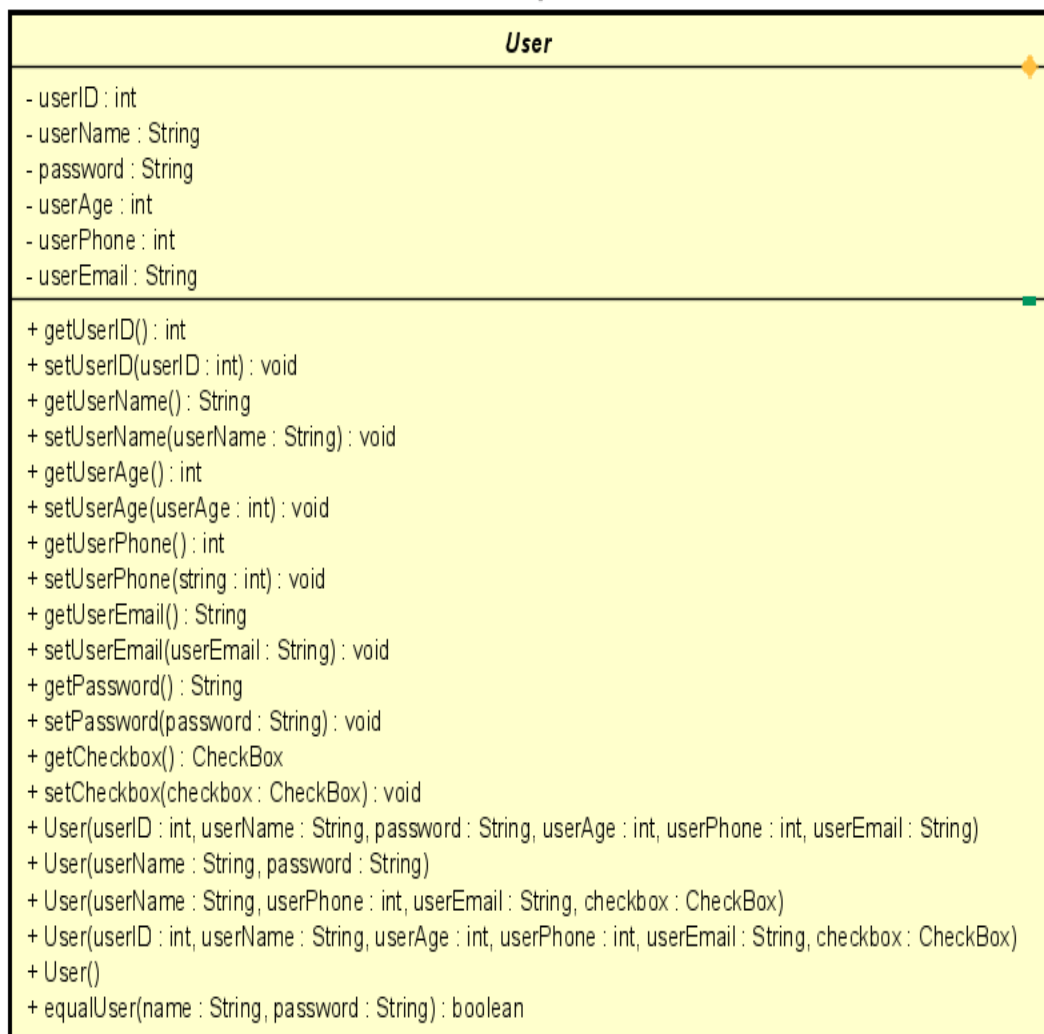 User
- userID : int
- userName : String
- password : String
- userAge : int
- userPhone : int
- userEmail : String
+ getUserID() : int
+ setUserID(userID : int) : void
+ getUserName() : String
+ setUserName(userName : String) : void
+ getUserAge() : int
+ setUserAge(userAge : int) : void
+ getUserPhone() : int
+ setUserPhone(string : int) : void
+ getUserEmail() : String
+ setUserEmail(userEmail : String) : void
+ getPassword() : String
+ setPassword(password : String) : void
+ getCheckbox() : CheckBox
+ setCheckbox(checkbox : CheckBox) : void
+ User(userID : int, userName : String, password : String, userAge : int, userPhone : int, userEmail : String)
+ User(userName : String, password : String)
+ User(userName : String, userPhone : int, userEmail : String, checkbox : CheckBox)
+ User(userID : int, userName : String, userAge : int, userPhone : int, userEmail : String, checkbox : CheckBox)
+ User()
+ equalUser(name : String, password : String) : boolean